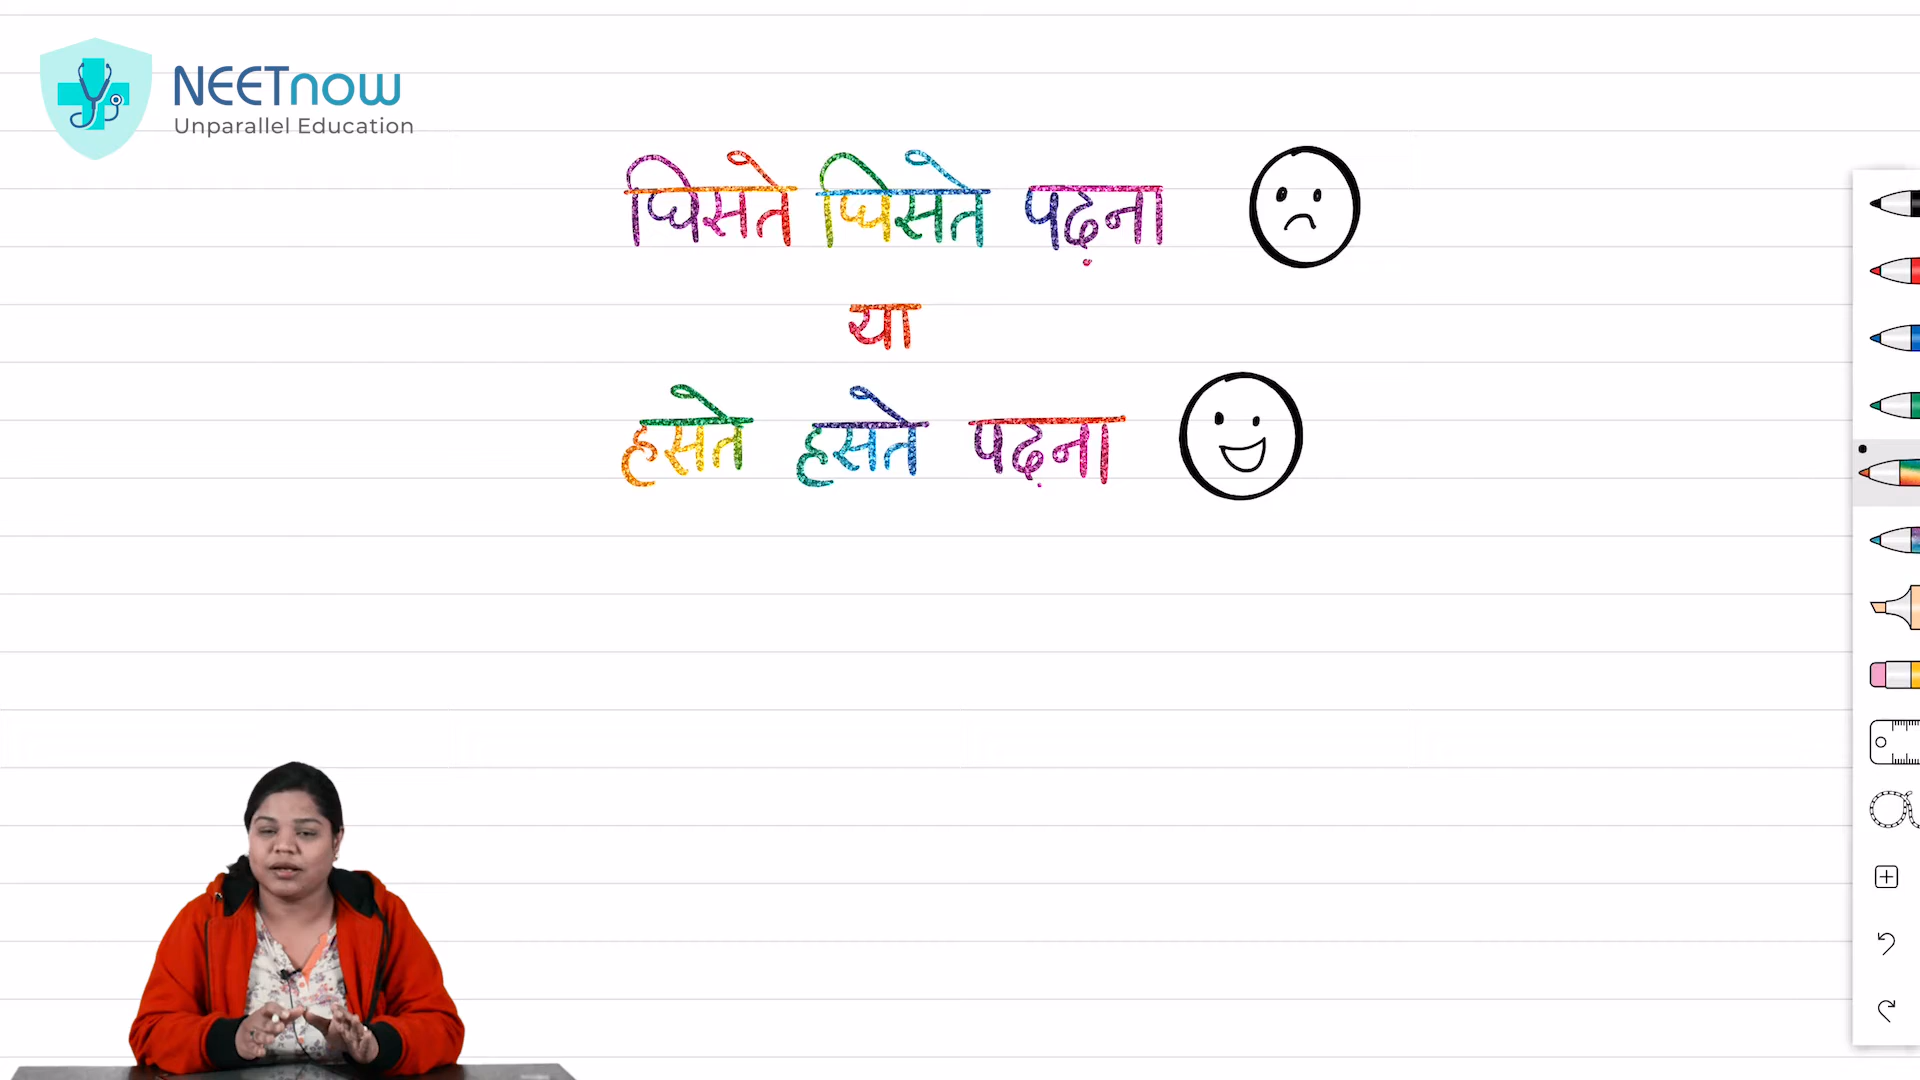 NEETnow
Unparallel Education
घिसते घिसते पढ़ना
या
हसते हसते पढ़ना